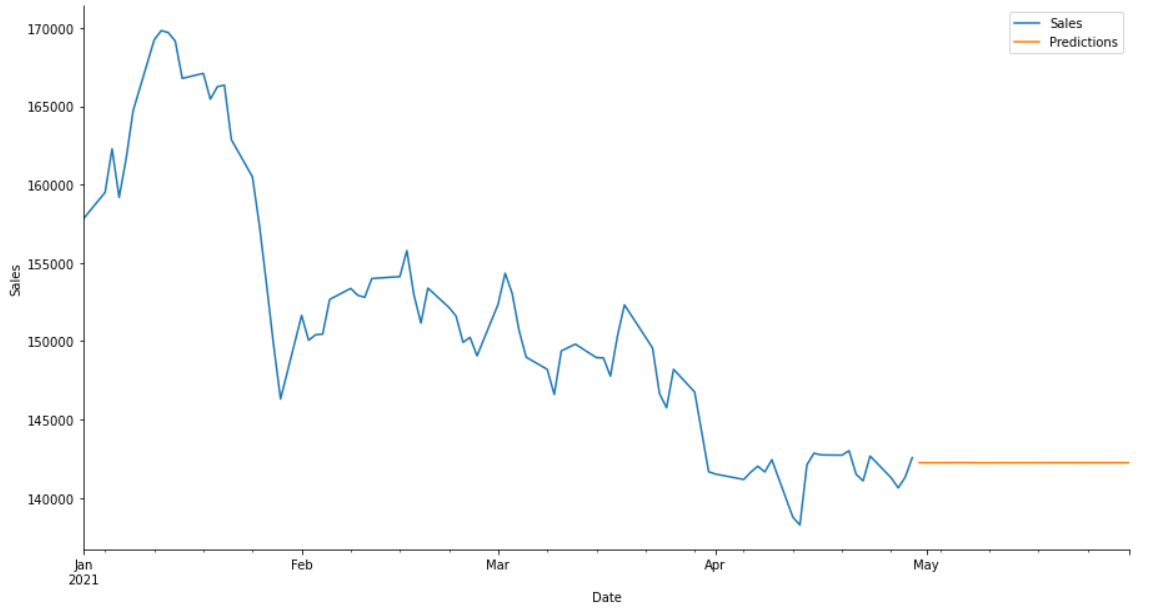 Sales
Predictions
170000
165000
160000
155000
150000
145000
140000
Sales
Jan
2021
Feb
Mar
Apr
May
Date